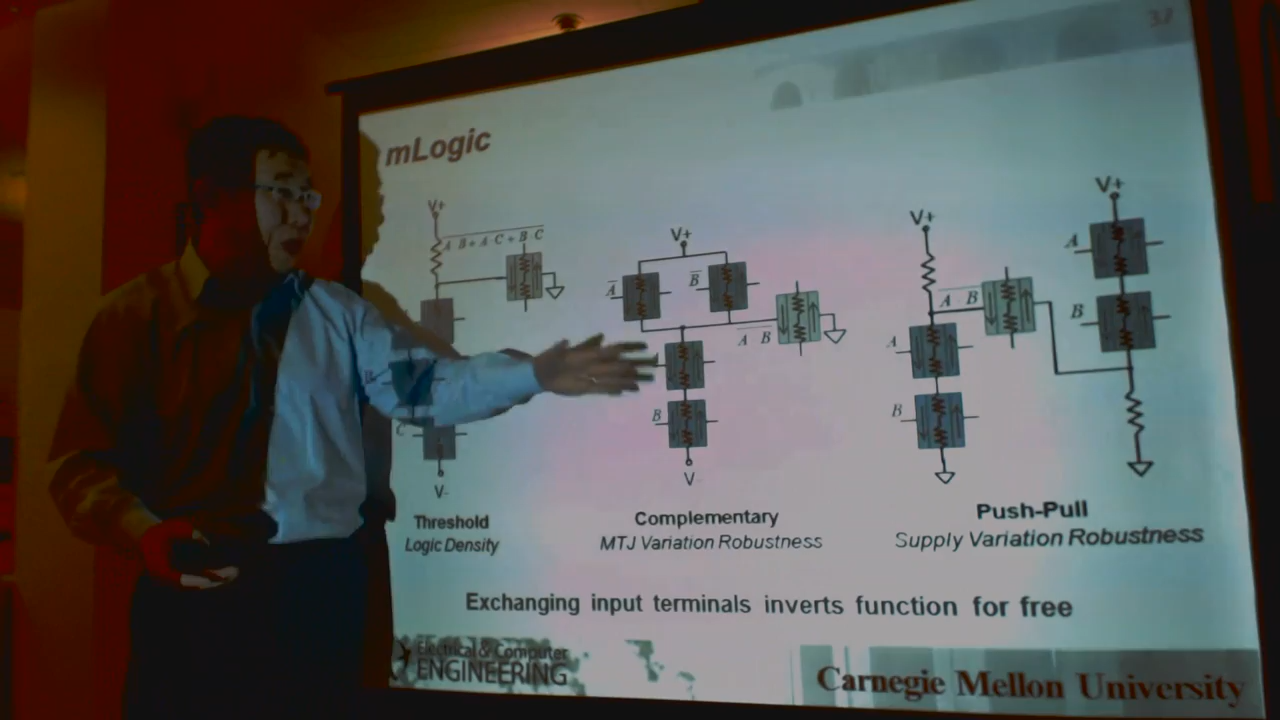 32
mLogic
V+
A B + A C + B C
C
V-
Threshold
Logic Density
V+
A
B
A B
B
V
Complementary
MTJ Variation Robustness
V+
A · B
A
B
V+
A
B
Push-Pull
Supply Variation Robustness
Exchanging input terminals inverts function for free
Electrical & Computer
ENGINEERING
Carnegie Mellon University